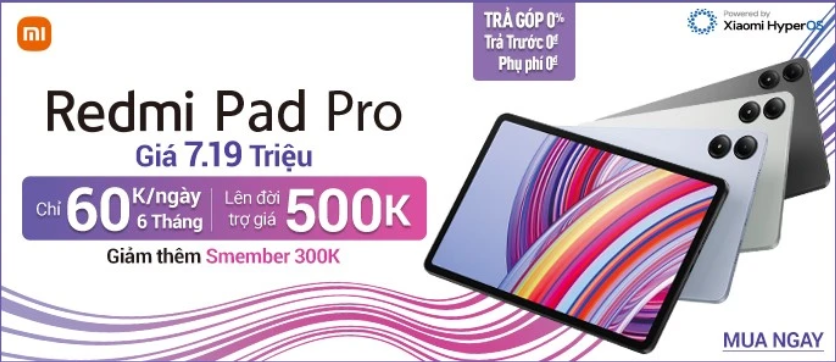 mi
TRẢ GÓP 0%
Trả Trước 0đ
Phụ phí 0đ
Powered by
Xiaomi HyperOS
Redmi Pad Pro
Giá 7.19 Triệu
Chỉ 60K/ngày
6 Tháng
Lên đời
trợ giá 500K
Giảm thêm Smember 300K
MUA NGAY